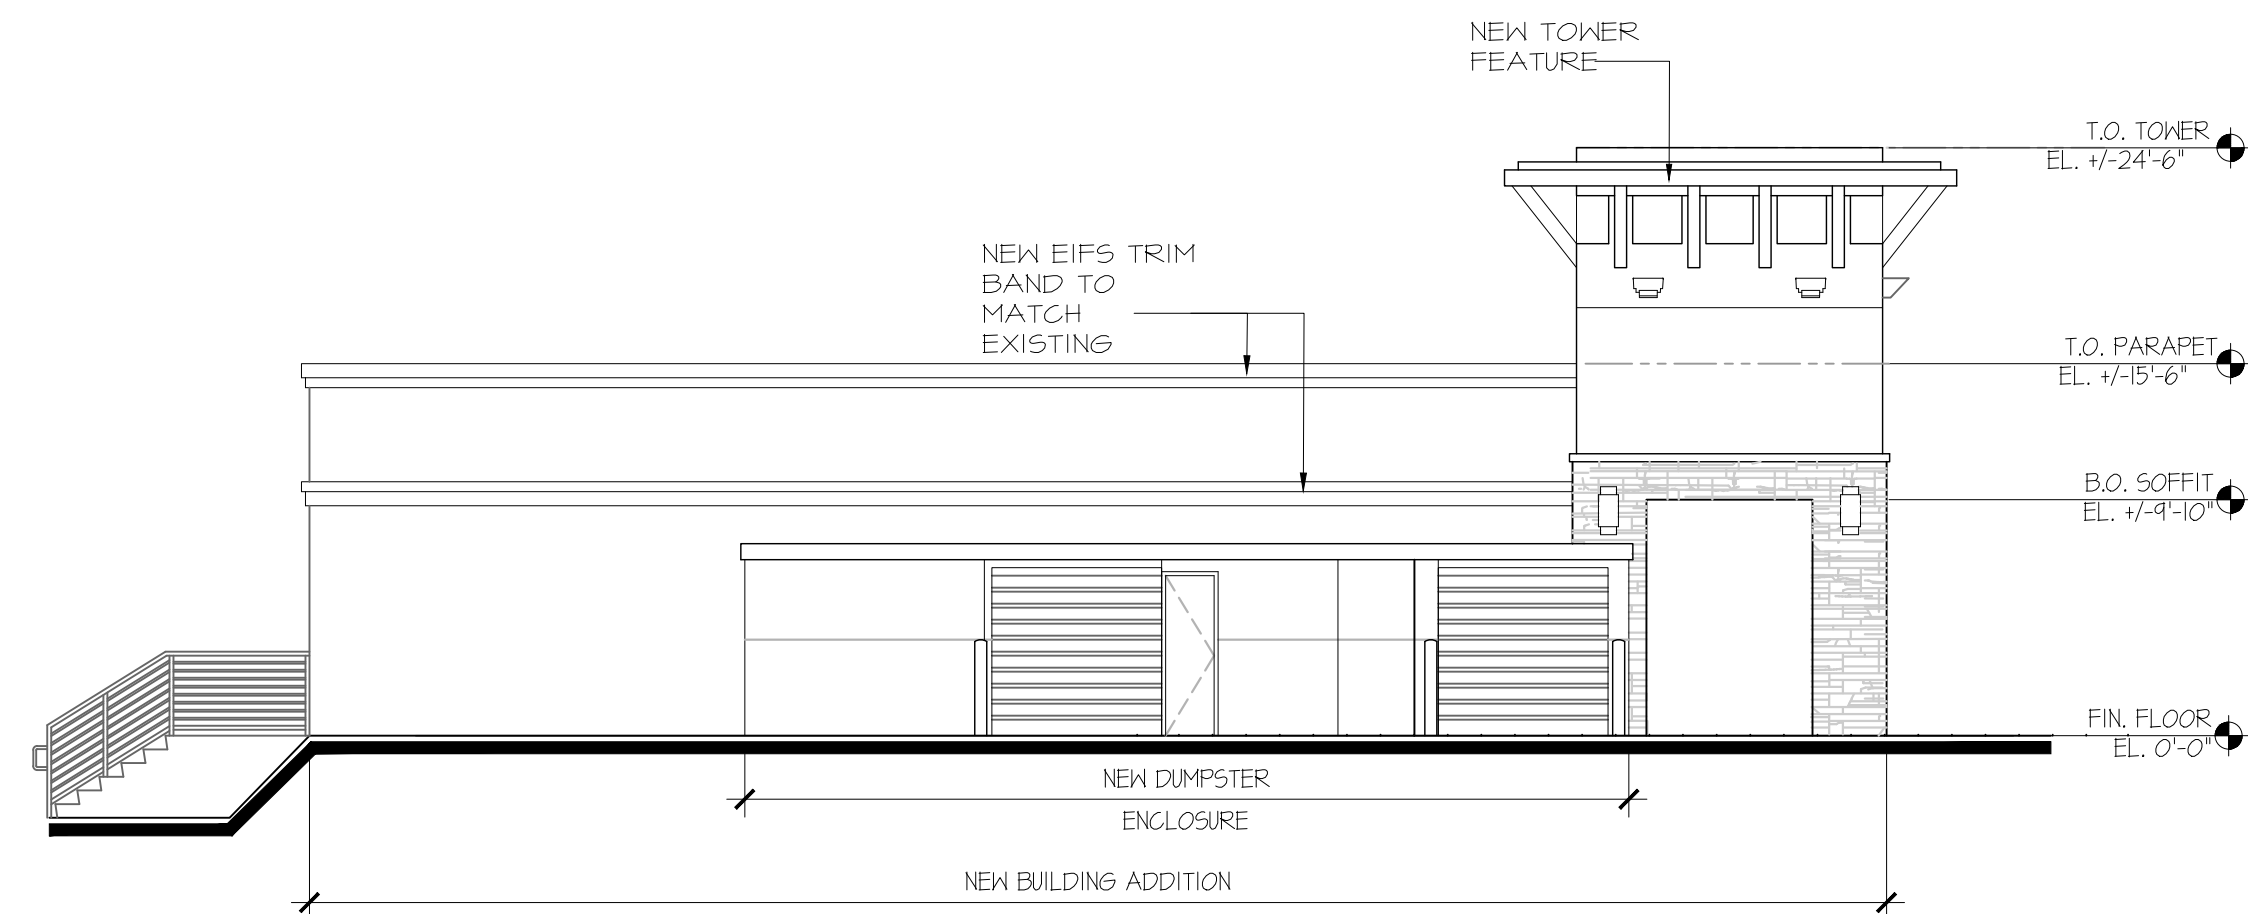 NEW TOWER
FEATURE
T.O. TOWER
EL. +/-24'-6"
NEW EIFS TRIM
BAND TO
MATCH
EXISTING
T.O. PARAPET
EL. +/-15'-6"
B.O. SOFFIT
EL. +/-9'-10"
FIN. FLOOR
EL. 0'-0"
NEW DUMPSTER
ENCLOSURE
NEW BUILDING ADDITION